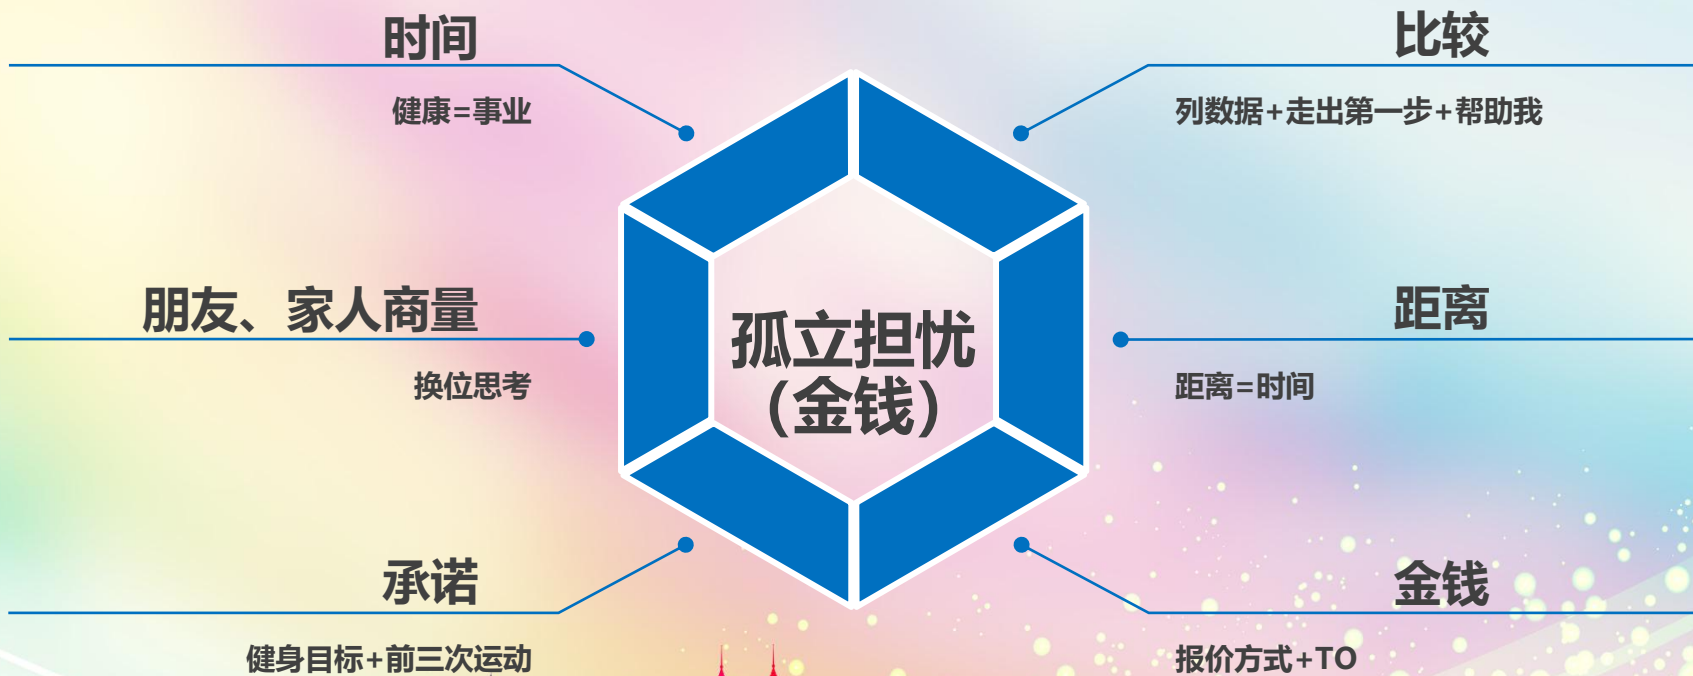 时间
健康=事业
比较
列数据+走出第一步+帮助我
朋友、家人商量
换位思考
孤立担忧
（金钱）
距离
距离=时间
承诺
健身目标+前三次运动
金钱
报价方式+TO